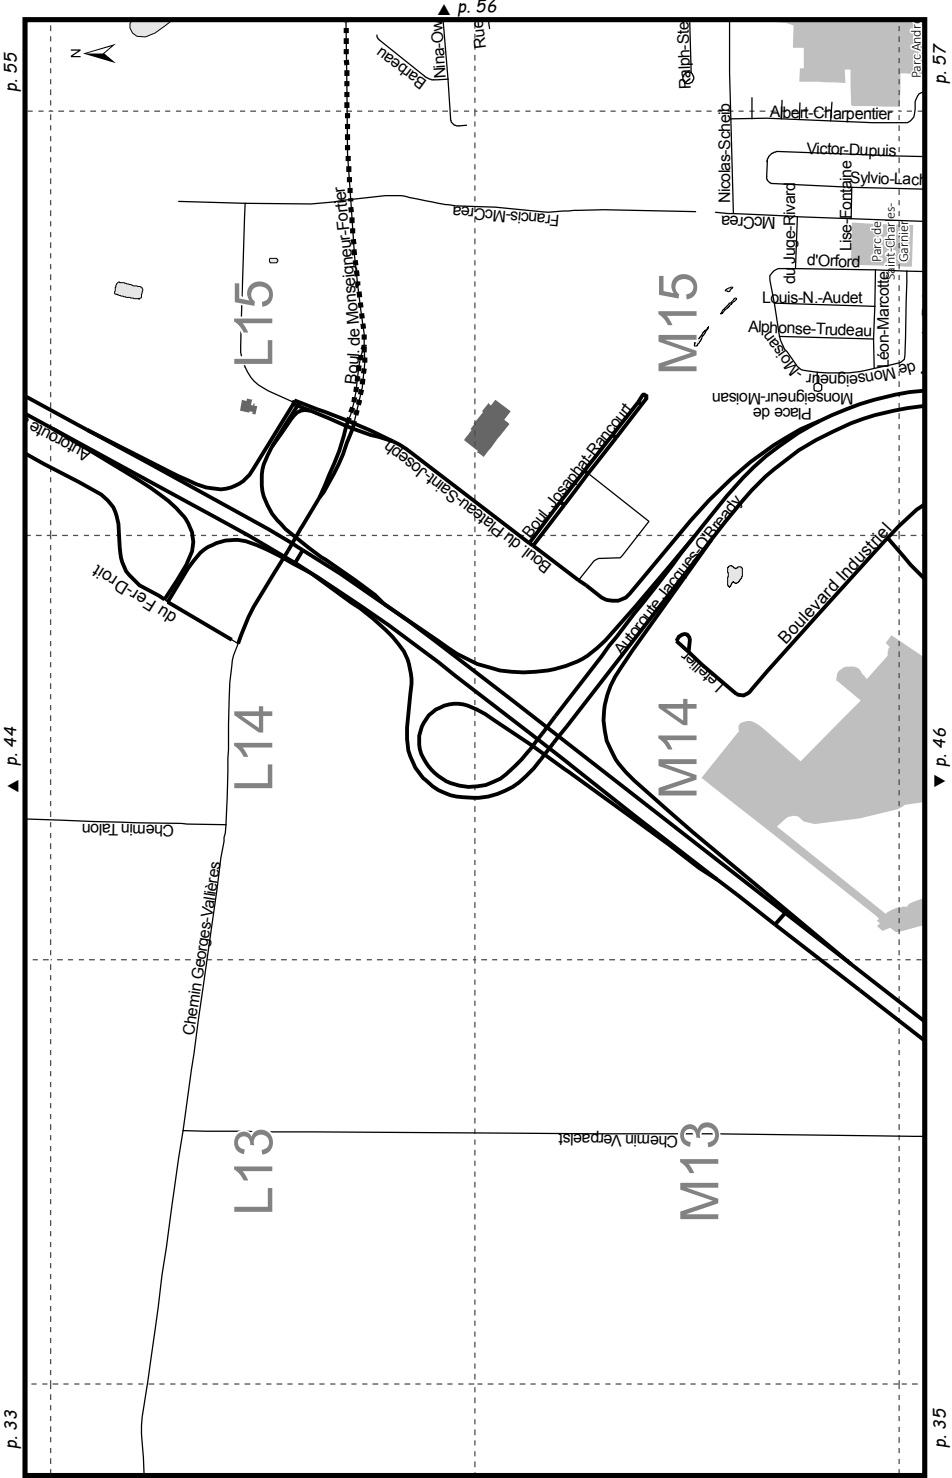 ▲ p. 56
p. 55
p. 57
N
Barbeau
Nina-Ow
Rue
Ralph-Ste
Parc André
Nicolas-Scheib
Albert-Charpentier
Victor-Dupuis
Sylvio-Lach
Lise-Fontaine
du Juge-Rivard
McCrea
Francis-McCrea
Parc de
Saint-Charles-
Garnier
d'Orford
Louis-N.-Audet
Alphonse-Trudeau
Léon-Marcotte
-Moisan
de Monseigneur
Place de
Monseigneur-Moisan
Boul. de Monseigneur-Fortier
L15
M15
Autoroute
Boul. du Plateau-Saint-Joseph
Boul. Josaphat-Rancourt
Autoroute Jacques-O'Bready
Boulevard Industriel
du Fer-Droit
Letellier
L14
M14
▲ p. 44
▲ p. 46
Chemin Talon
Chemin Georges-Vallières
Chemin Verpaelst
L13
M13
p. 33
p. 35